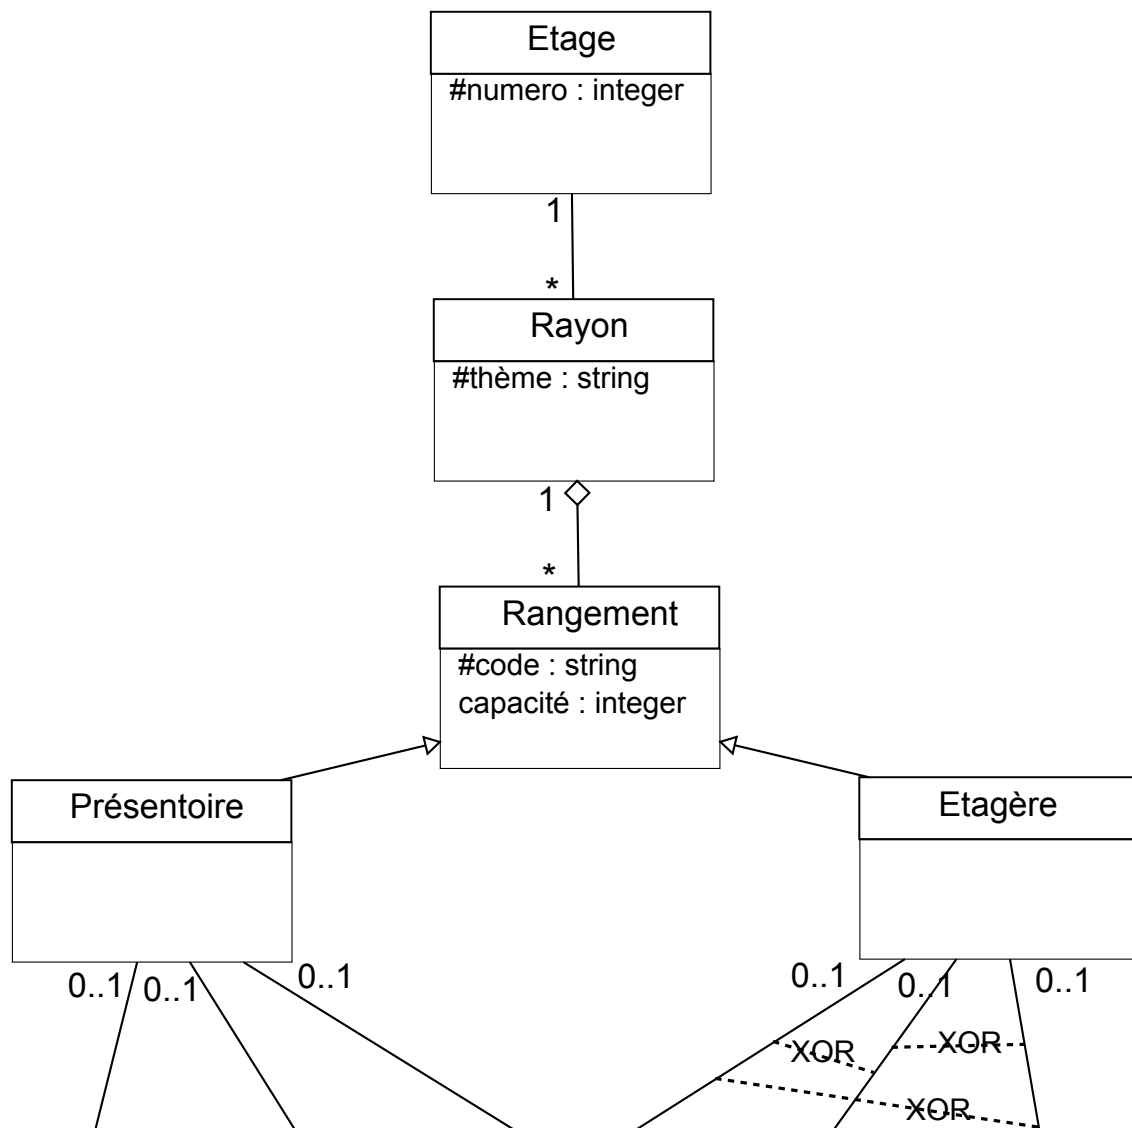 Etage
#numero : integer
1
*
Rayon
#thème : string
1
*
Rangement
#code : string
capacité : integer
Présentoire
Etagère
0..1
0..1
0..1
0..1
0..1
0..1
XOR
XOR
XOR